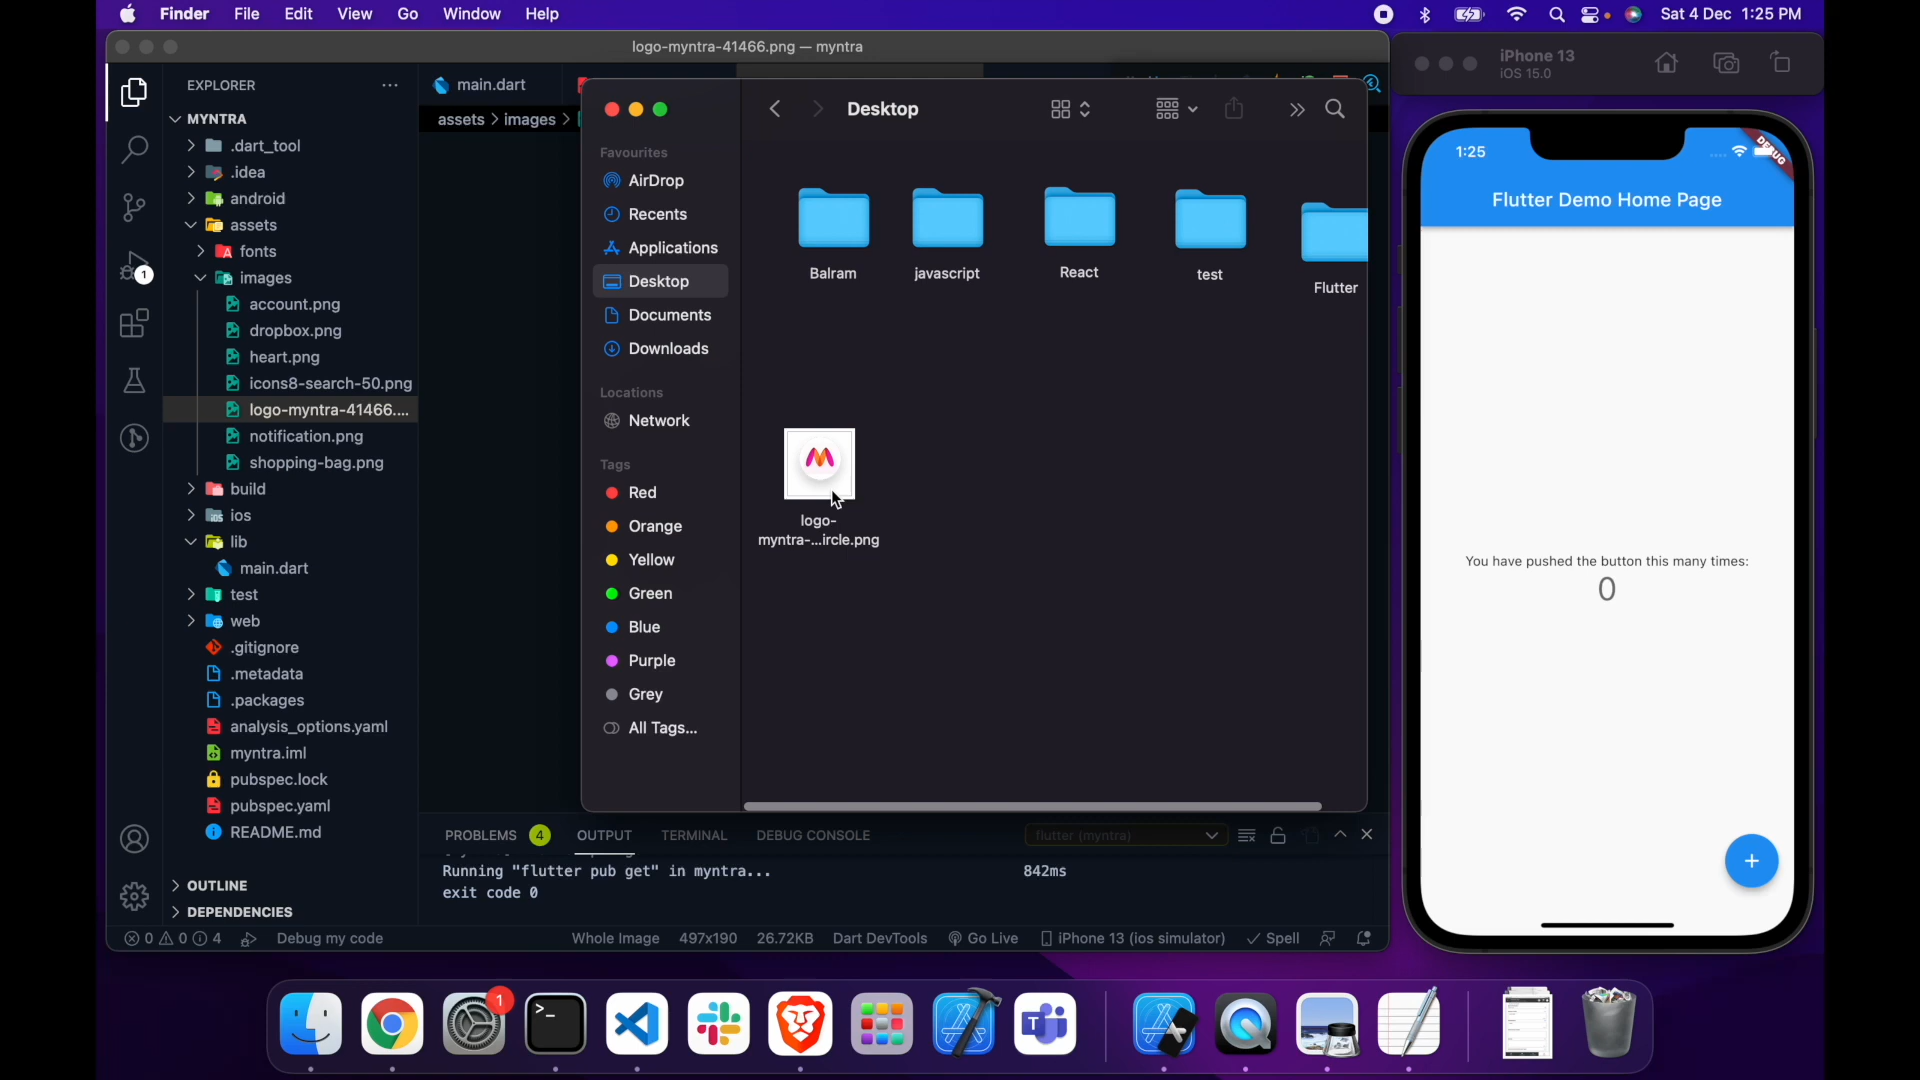 Finder File Edit View Go Window Help
Sat 4 Dec 1:25 PM
logo-myntra-41466.png — myntra
EXPLORER
MYNTRA
.dart_tool
.idea
android
assets
fonts
images
account.png
dropbox.png
heart.png
icons8-search-50.png
logo-myntra-41466....
notification.png
shopping-bag.png
build
ios
lib
main.dart
test
web
.gitignore
.metadata
.packages
analysis_options.yaml
myntra.iml
pubspec.lock
pubspec.yaml
README.md
OUTLINE
DEPENDENCIES
1
main.dart
assets > images >
Desktop
Favourites
AirDrop
Recents
Applications
Desktop
Documents
Downloads
Locations
Network
Tags
Red
Orange
Yellow
Green
Blue
Purple
Grey
All Tags...
Balram
javascript
React
test
Flutter
logo-
myntra-...ircle.png
PROBLEMS 4 OUTPUT TERMINAL DEBUG CONSOLE
flutter (myntra)
Running "flutter pub get" in myntra... 842ms
exit code 0
0 0 4 Debug my code Whole Image 497x190 26.72KB Dart DevTools Go Live iPhone 13 (ios simulator) Spell
iPhone 13
iOS 15.0
1:25
DEBUG
Flutter Demo Home Page
You have pushed the button this many times:
0
+
1